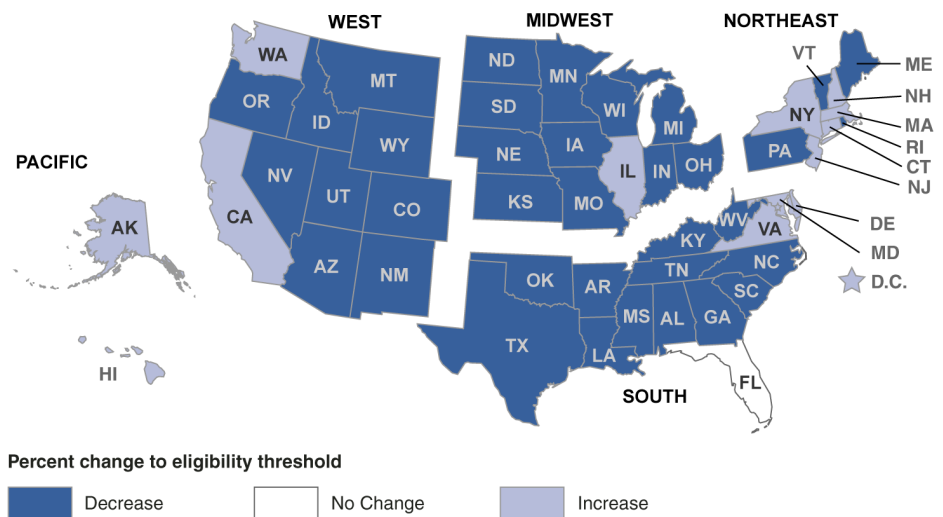 WEST
MIDWEST
NORTHEAST
WA
MT
ND
MN
VT
ME
OR
ID
SD
WI
MI
NY
NH
MA
WY
NE
IA
PA
RI
CT
NJ
PACIFIC
NV
UT
CO
KS
MO
IL
IN
OH
CA
AK
AZ
NM
KY
WV
VA
DE
MD
D.C.
OK
AR
TN
NC
SC
HI
TX
LA
MS
AL
GA
FL
SOUTH
Percent change to eligibility threshold
Decrease
No Change
Increase